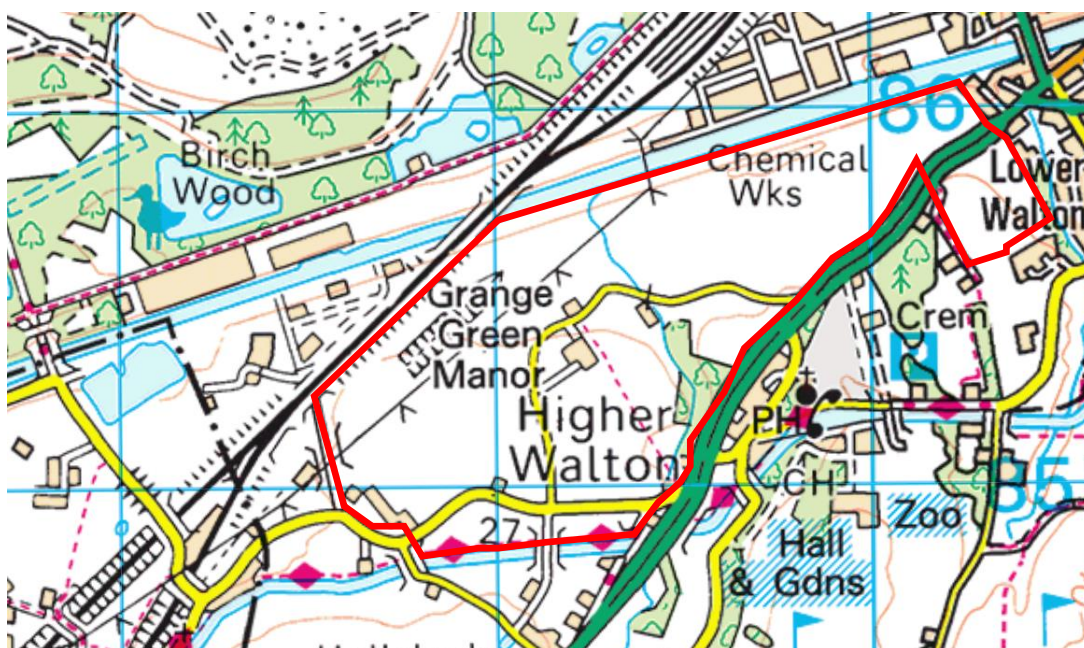 86
Birch
Wood
Chemical
Wks
Lower
Walton
Grange
Green
Manor
Crem
Higher
Walton
PH
CH
85
27
Zoo
Hall
& Gdns